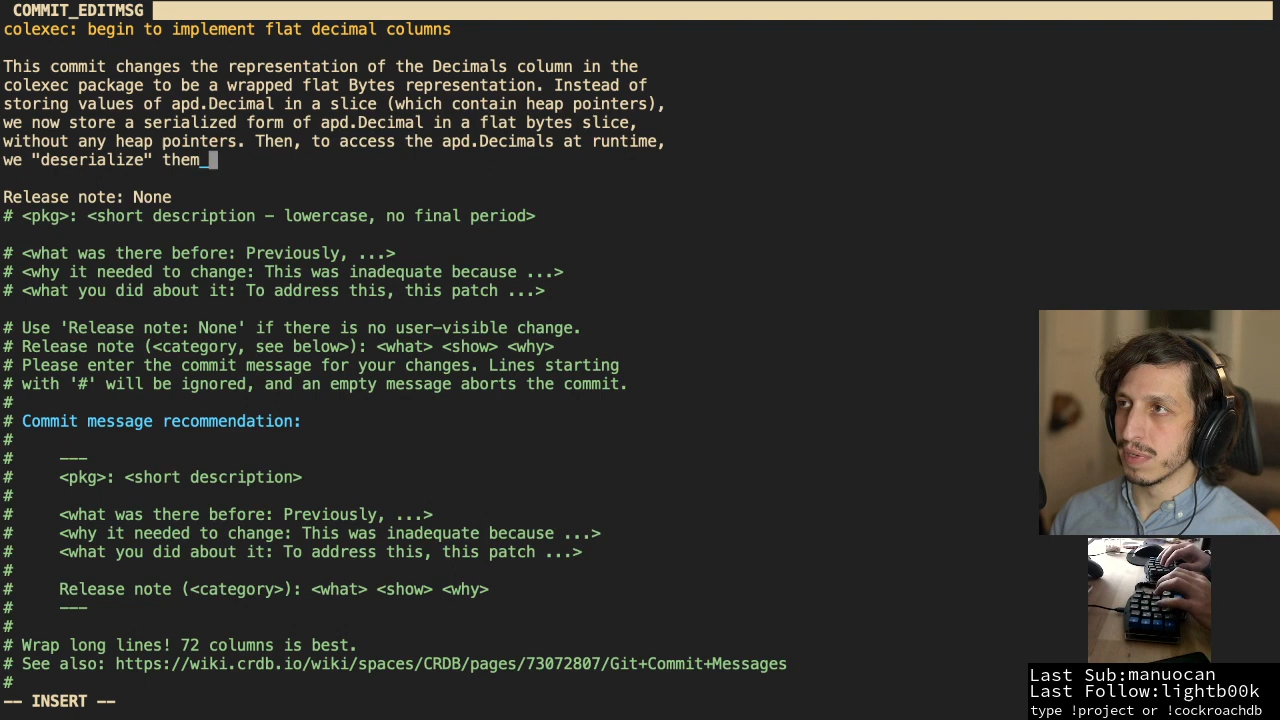 COMMIT_EDITMSG
colexec: begin to implement flat decimal columns
This commit changes the representation of the Decimals column in the
colexec package to be a wrapped flat Bytes representation. Instead of
storing values of apd.Decimal in a slice (which contain heap pointers),
we now store a serialized form of apd.Decimal in a flat bytes slice,
without any heap pointers. Then, to access the apd.Decimals at runtime,
we "deserialize" them_
Release note: None
# <pkg>: <short description - lowercase, no final period>
# <what was there before: Previously, ...>
# <why it needed to change: This was inadequate because ...>
# <what you did about it: To address this, this patch ...>
# Use 'Release note: None' if there is no user-visible change.
# Release note (<category, see below>): <what> <show> <why>
# Please enter the commit message for your changes. Lines starting
# with '#' will be ignored, and an empty message aborts the commit.
#
# Commit message recommendation:
#
#     ---
#     <pkg>: <short description>
#
#     <what was there before: Previously, ...>
#     <why it needed to change: This was inadequate because ...>
#     <what you did about it: To address this, this patch ...>
#
#     Release note (<category>): <what> <show> <why>
#     ---
#
# Wrap long lines! 72 columns is best.
# See also: https://wiki.crdb.io/wiki/spaces/CRDB/pages/73072807/Git+Commit+Messages
#
-- INSERT --
Last Sub:manuocan
Last Follow:lightb00k
type !project or !cockroachdb